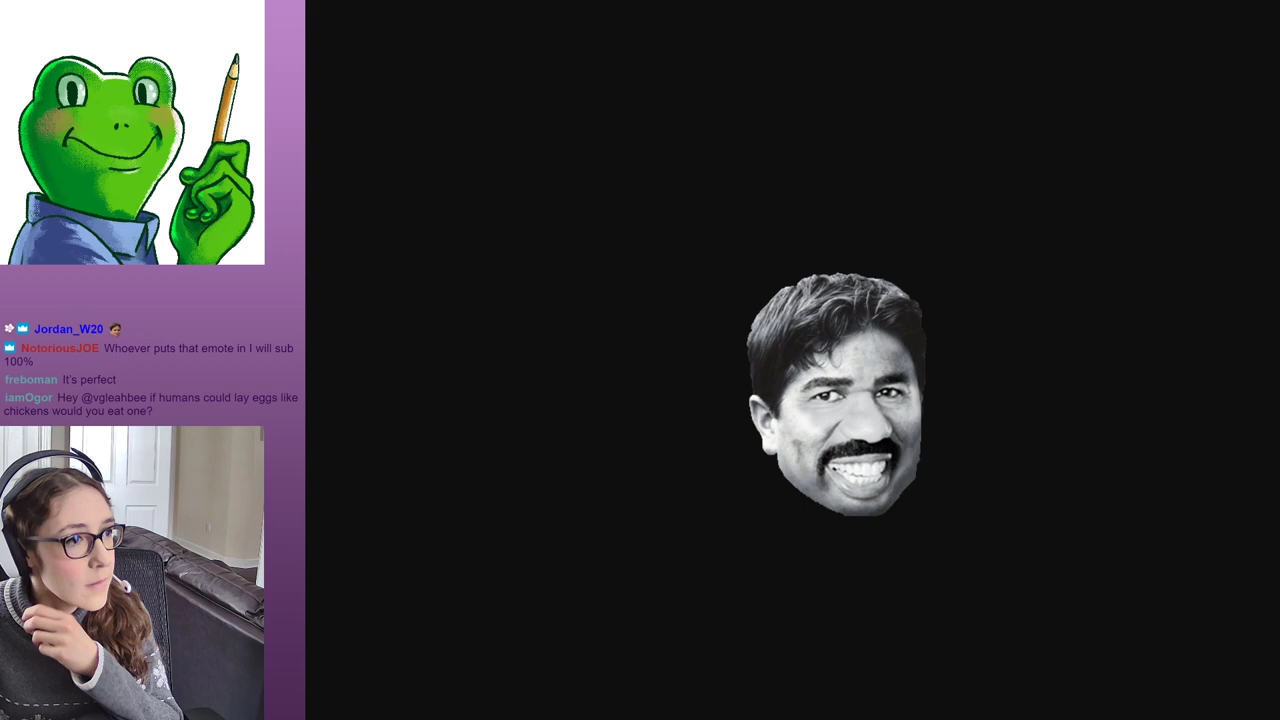 Jordan_W20
NotoriousJOE Whoever puts that emote in I will sub
100%
freboman It's perfect
iamOgor Hey @vgleahbee if humans could lay eggs like
chickens would you eat one?